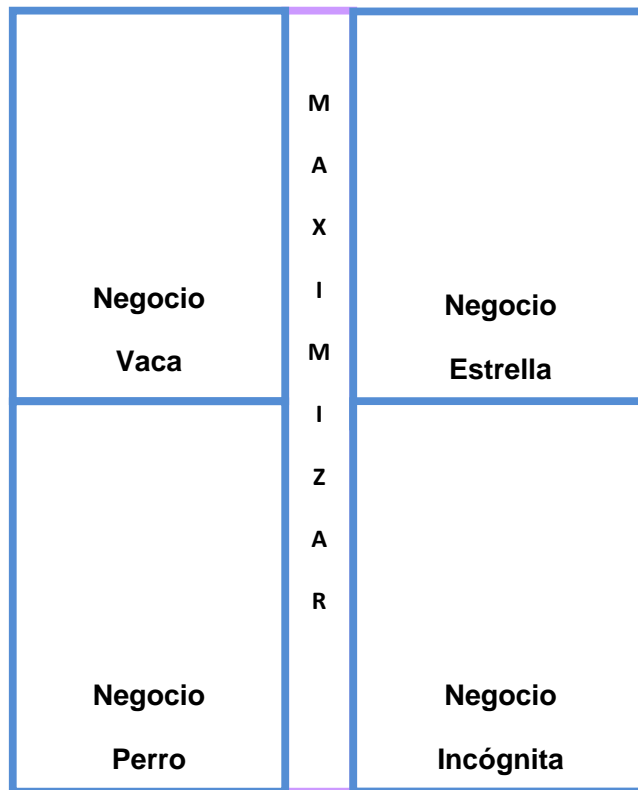 Negocio
Vaca
M
A
X
I
M
I
Z
A
R
Negocio
Estrella
Negocio
Perro
Negocio
Incógnita